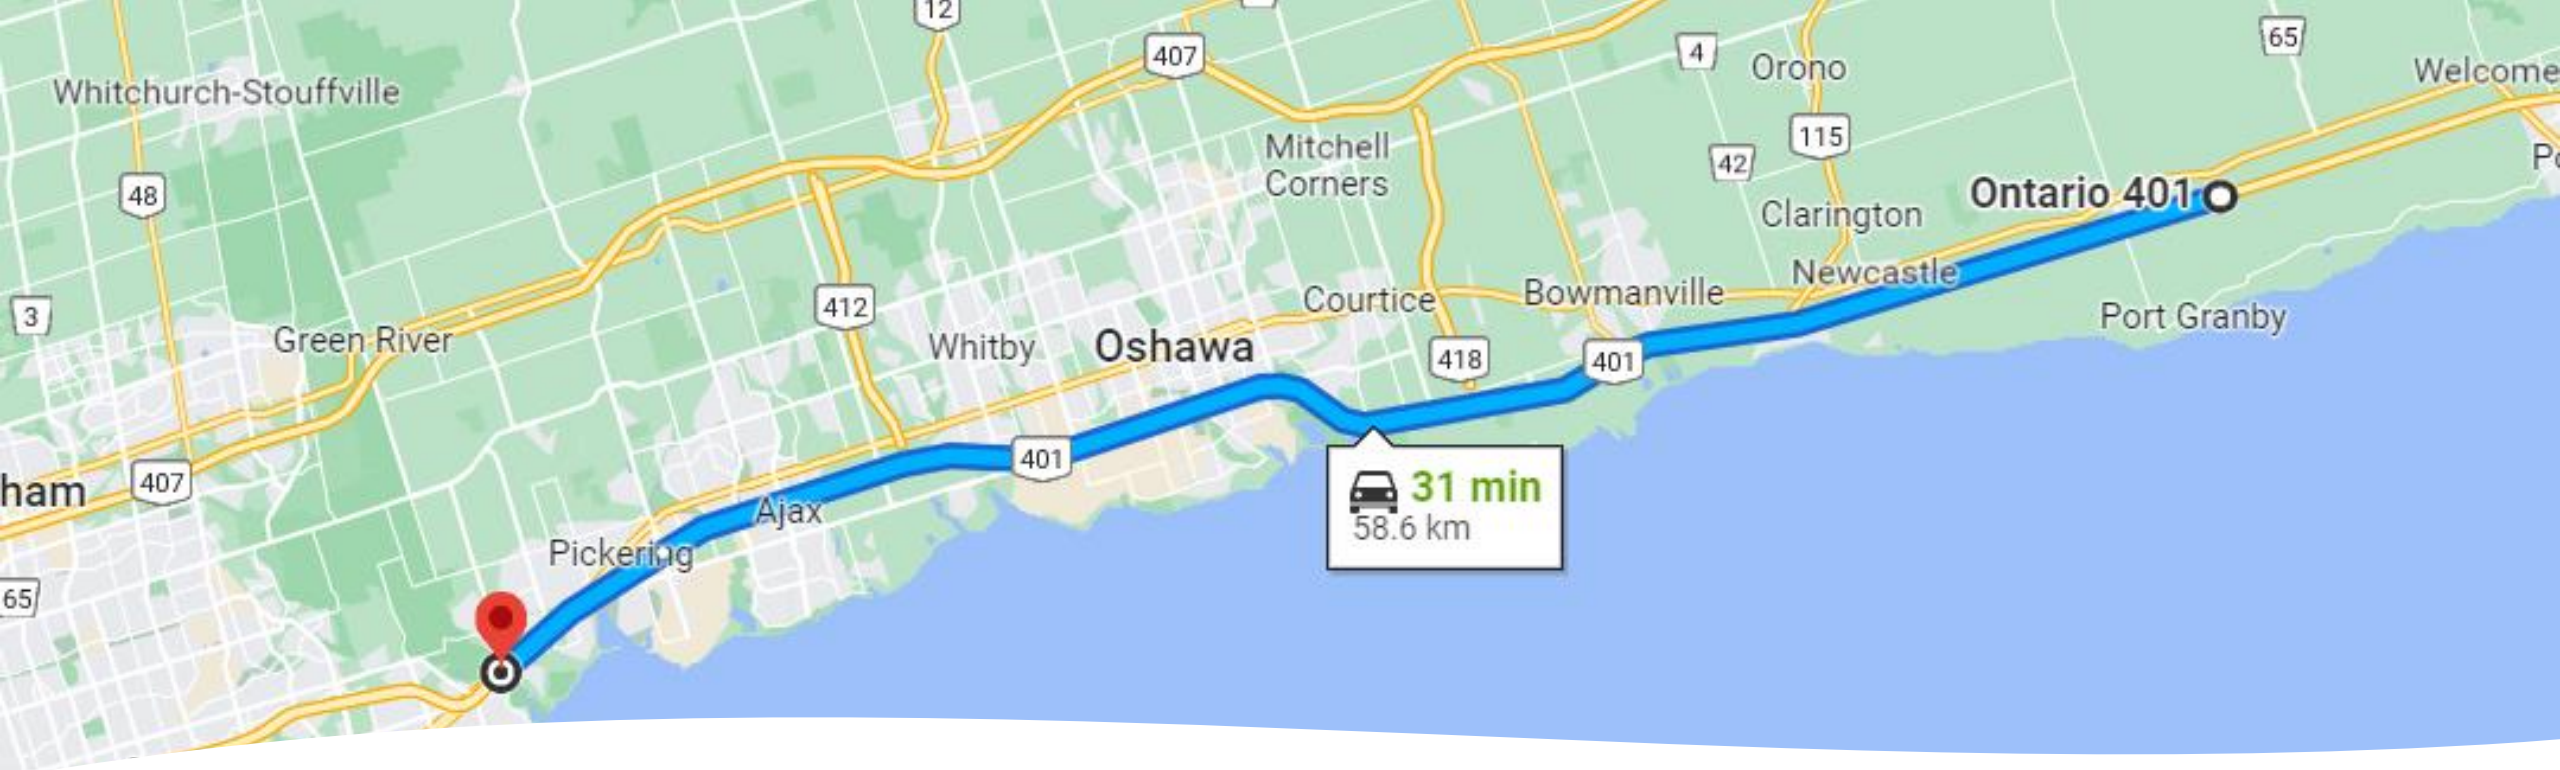 12
407
65
4
Orono
Welcome
Whitchurch-Stouffville
115
Mitchell
Corners
42
48
Ontario 401
Clarington
Newcastle
3
412
Courtice
Bowmanville
Port Granby
Green River
Whitby
Oshawa
418
401
401
407
ham
31 min
58.6 km
Ajax
Pickering
65